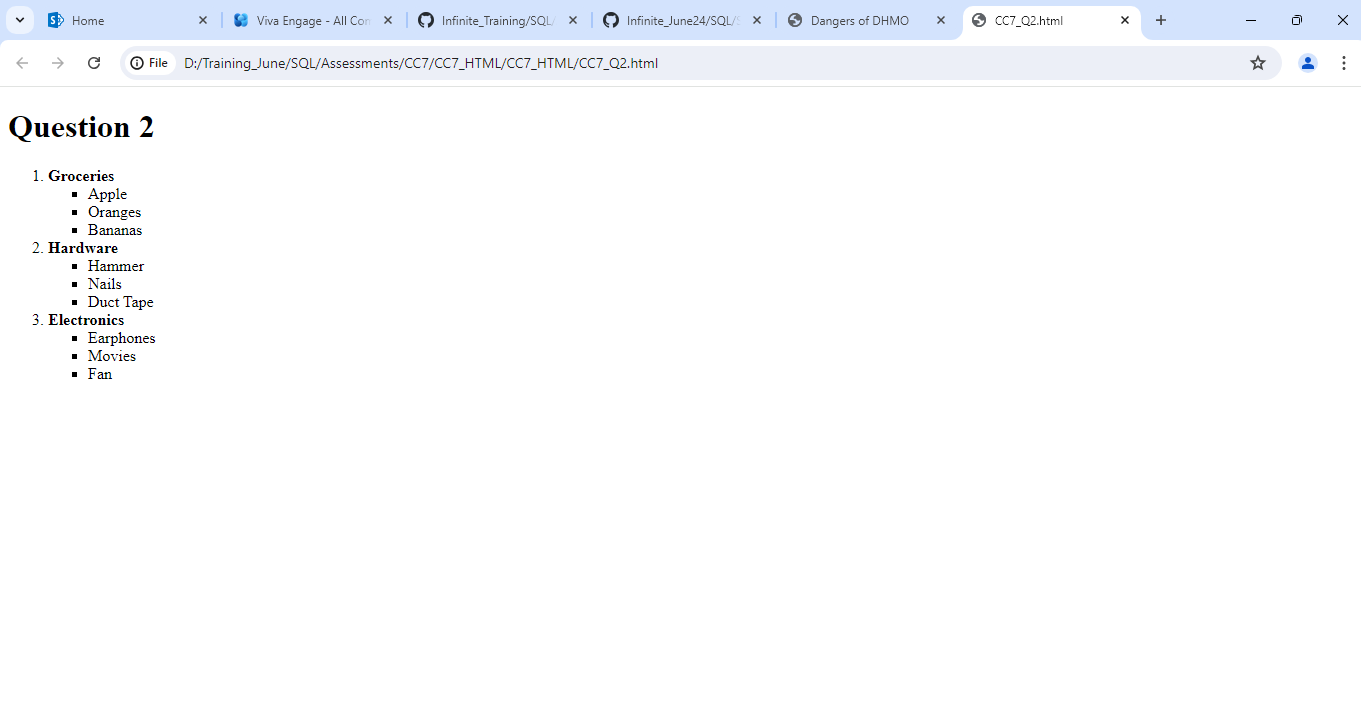 Home
Viva Engage - All Con
Infinite_Training/SQL/
Infinite_June24/SQL/S
Dangers of DHMO
CC7_Q2.html
File
D:/Training_June/SQL/Assessments/CC7/CC7_HTML/CC7_HTML/CC7_Q2.html
Question 2
1. Groceries
Apple
Oranges
Bananas
2. Hardware
Hammer
Nails
Duct Tape
3. Electronics
Earphones
Movies
Fan